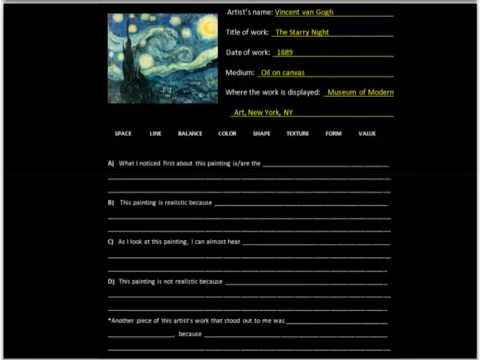 Artist's name: Vincent van Gogh
Title of work: The Starry Night
Date of work: 1889
Medium: Oil on canvas
Where the work is displayed: Museum of Modern
Art, New York, NY
SPACE LINE BALANCE COLOR SHAPE TEXTURE FORM VALUE
A) What I noticed first about this painting is/are the
B) This painting is realistic because
C) As I look at this painting, I can almost hear
D) This painting is not realistic because
*Another piece of this artist's work that stood out to me was
, because